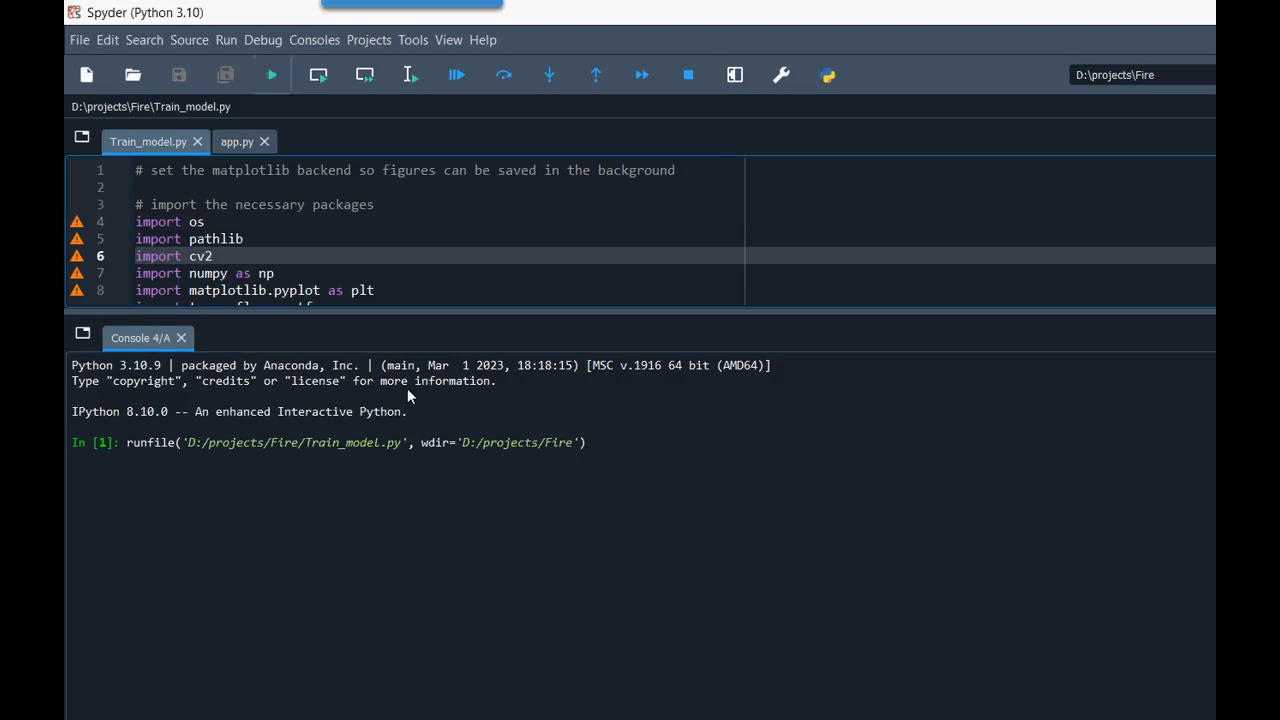 Spyder (Python 3.10)
File Edit Search Source Run Debug Consoles Projects Tools View Help
D:\projects\Fire
D:\projects\Fire\Train_model.py
Train_model.py app.py
1 # set the matplotlib backend so figures can be saved in the background
2
3 # import the necessary packages
4 import os
5 import pathlib
6 import cv2
7 import numpy as np
8 import matplotlib.pyplot as plt
Console 4/A
Python 3.10.9 | packaged by Anaconda, Inc. | (main, Mar  1 2023, 18:18:15) [MSC v.1916 64 bit (AMD64)]
Type "copyright", "credits" or "license" for more information.
IPython 8.10.0 -- An enhanced Interactive Python.
In [1]: runfile('D:/projects/Fire/Train_model.py', wdir='D:/projects/Fire')